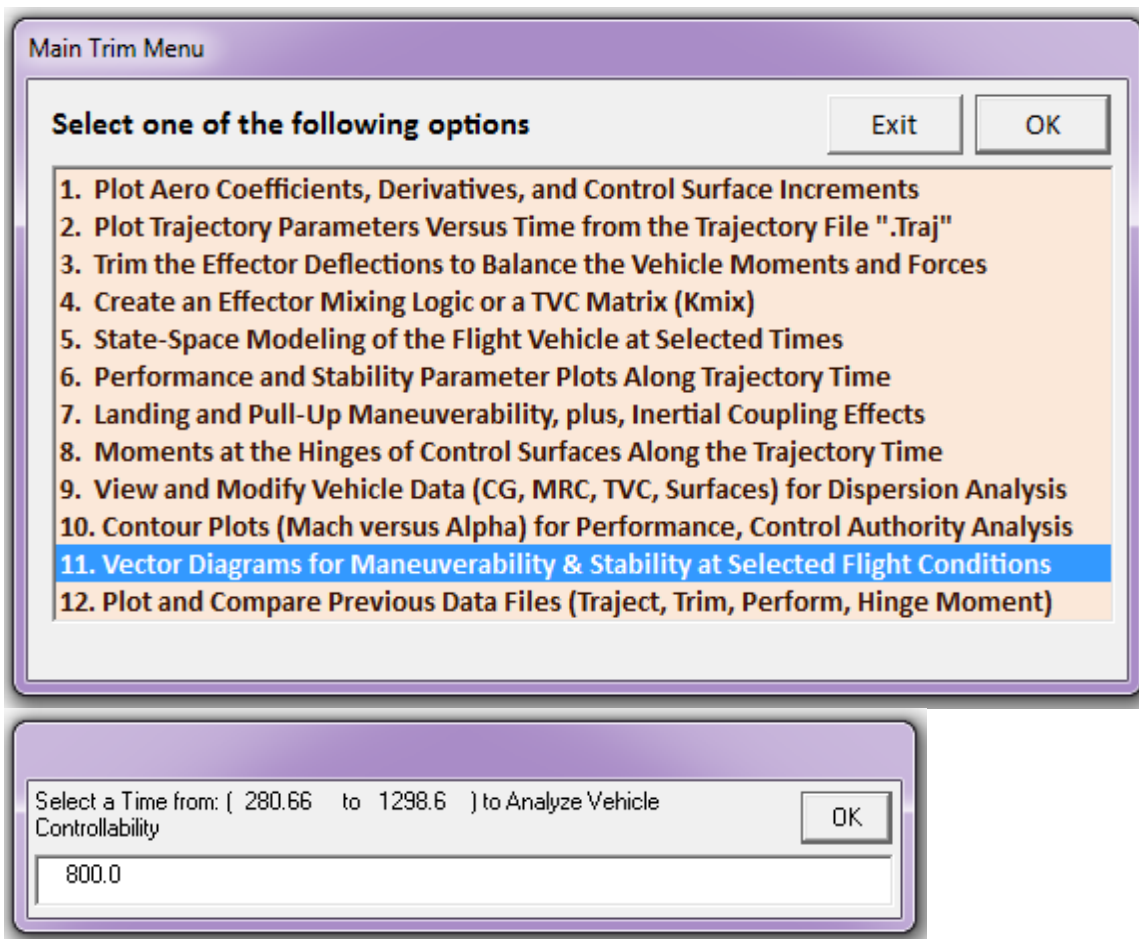 Main Trim Menu
Select one of the following options
Exit
OK
1. Plot Aero Coefficients, Derivatives, and Control Surface Increments
2. Plot Trajectory Parameters Versus Time from the Trajectory File ".Traj"
3. Trim the Effector Deflections to Balance the Vehicle Moments and Forces
4. Create an Effector Mixing Logic or a TVC Matrix (Kmix)
5. State-Space Modeling of the Flight Vehicle at Selected Times
6. Performance and Stability Parameter Plots Along Trajectory Time
7. Landing and Pull-Up Maneuverability, plus, Inertial Coupling Effects
8. Moments at the Hinges of Control Surfaces Along the Trajectory Time
9. View and Modify Vehicle Data (CG, MRC, TVC, Surfaces) for Dispersion Analysis
10. Contour Plots (Mach versus Alpha) for Performance, Control Authority Analysis
11. Vector Diagrams for Maneuverability & Stability at Selected Flight Conditions
12. Plot and Compare Previous Data Files (Traject, Trim, Perform, Hinge Moment)
Select a Time from: ( 280.66 to 1298.6 ) to Analyze Vehicle
Controllability
OK
800.0